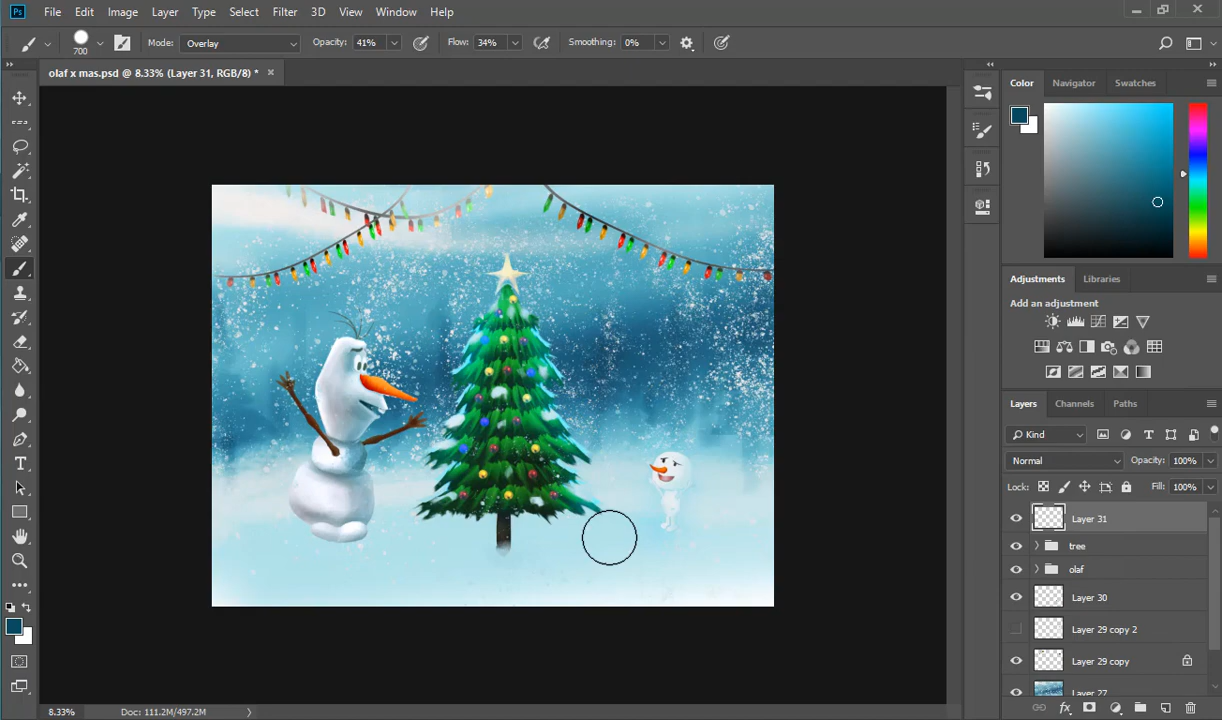 Ps File Edit Image Layer Type Select Filter 3D View Window Help
700 Mode: Overlay Opacity: 41% Flow: 34% Smoothing: 0%
olaf x mas.psd @ 8.33% (Layer 31, RGB/8) *
Color Navigator Swatches
Adjustments Libraries
Add an adjustment
Layers Channels Paths
Kind
Normal Opacity: 100%
Lock: Fill: 100%
Layer 31
tree
olaf
Layer 30
Layer 29 copy 2
Layer 29 copy
Layer 27
8.33% Doc: 111.2M/497.2M